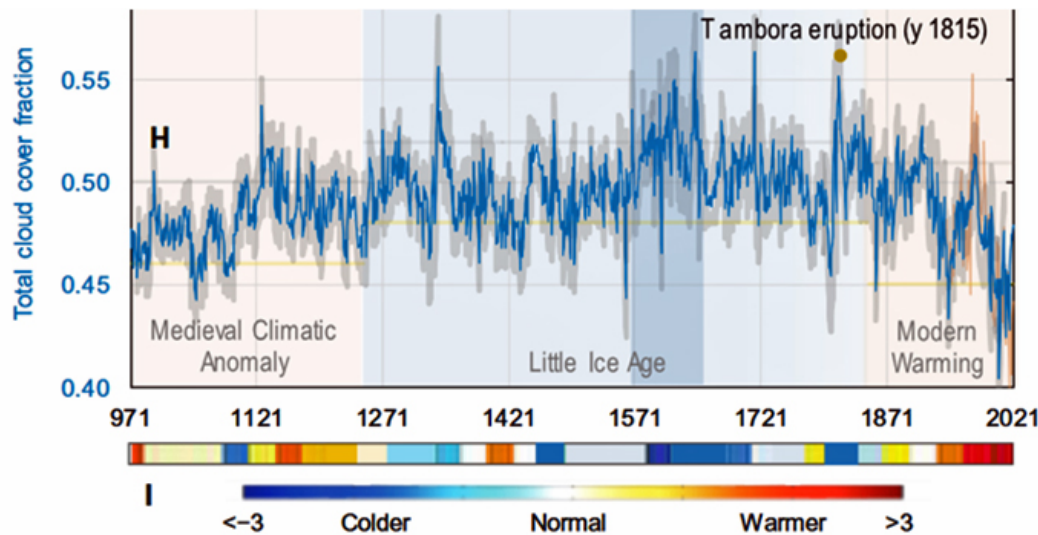 Tambora eruption (y 1815)
Total cloud cover fraction
0.55
0.50
0.45
0.40
H
Medieval Climatic
Anomaly
Little Ice Age
Modern
Warming
971 1121 1271 1421 1571 1721 1871 2021
I
<-3 Colder Normal Warmer >3